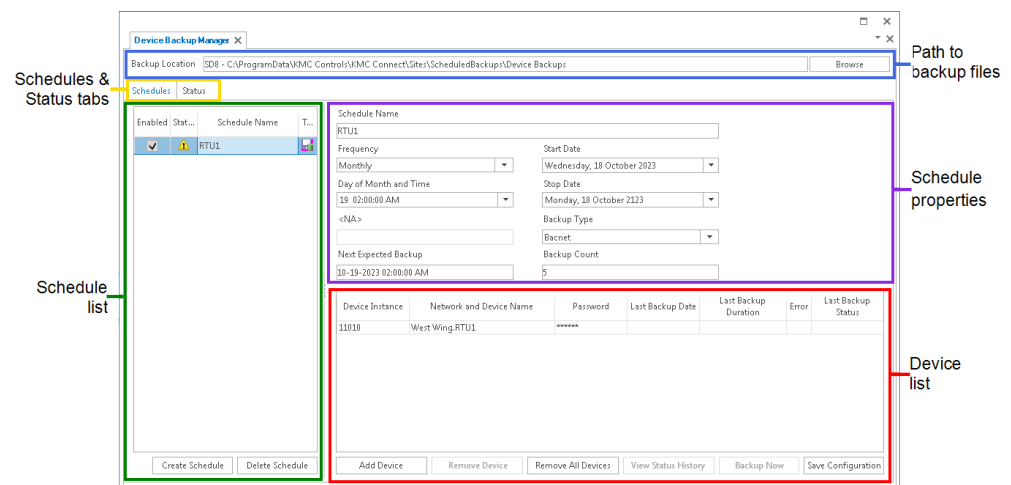 Device Backup Manager
Backup Location SD8 - C:\ProgramData\KMC Controls\KMC Connect\Sites\ScheduledBackups\Device Backups Browse
Path to
backup files
Schedules &
Status tabs
Schedules Status
Enabled Stat... Schedule Name T...
RTU1
Schedule Name
RTU1
Frequency Start Date
Monthly Wednesday, 18 October 2023
Day of Month and Time Stop Date
19 02:00:00 AM Monday, 18 October 2123
<NA> Backup Type
Bacnet
Next Expected Backup Backup Count
10-19-2023 02:00:00 AM 5
Schedule
properties
Schedule
list
Device Instance Network and Device Name Password Last Backup Date Last Backup Duration Error Last Backup Status
11010 West Wing.RTU1 ******
Device
list
Create Schedule Delete Schedule Add Device Remove Device Remove All Devices View Status History Backup Now Save Configuration